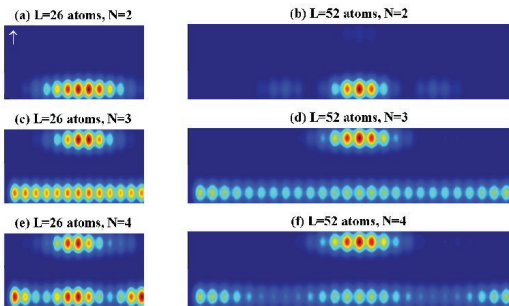 (a) L=26 atoms, N=2
(b) L=52 atoms, N=2
(c) L=26 atoms, N=3
(d) L=52 atoms, N=3
(e) L=26 atoms, N=4
(f) L=52 atoms, N=4